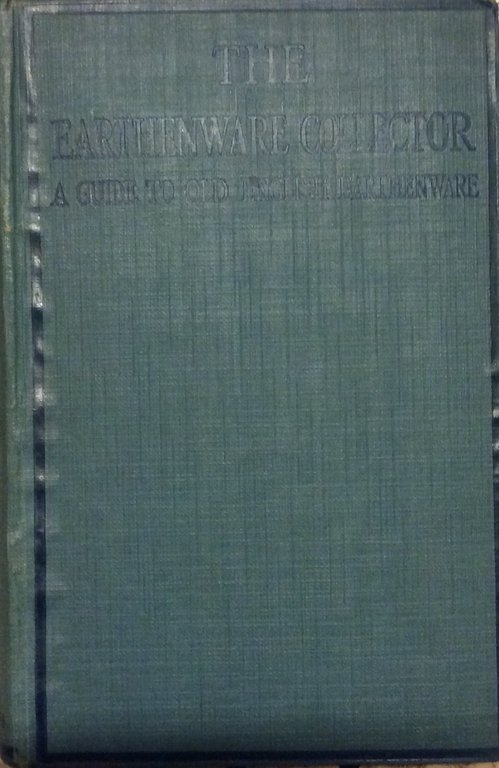 THE
EARTHENWARE COLLECTOR
A GUIDE TO OLD ENGLISH EARTHENWARE